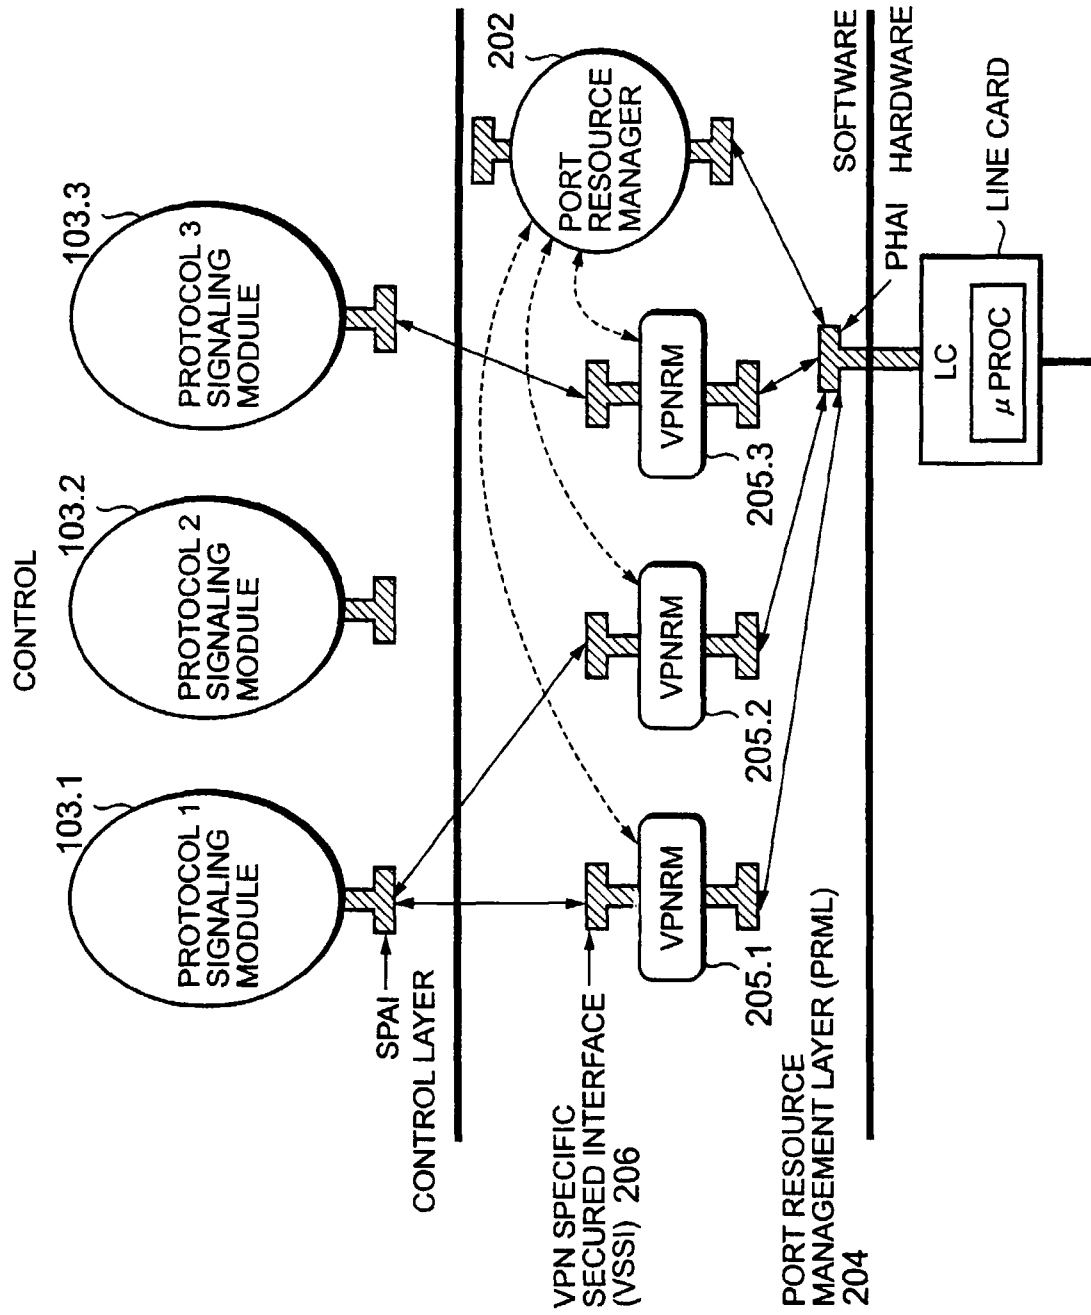 CONTROL
103.1
PROTOCOL 1
SIGNALING
MODULE
103.2
PROTOCOL 2
SIGNALING
MODULE
103.3
PROTOCOL 3
SIGNALING
MODULE
SPAI
CONTROL LAYER
202
PORT
RESOURCE
MANAGER
VPN SPECIFIC
SECURED INTERFACE
(VSSI) 206
VPNRM
205.1
VPNRM
205.2
VPNRM
205.3
PORT RESOURCE
MANAGEMENT LAYER (PRML)
204
SOFTWARE
HARDWARE
PHAI
LC
μ PROC
LINE CARD